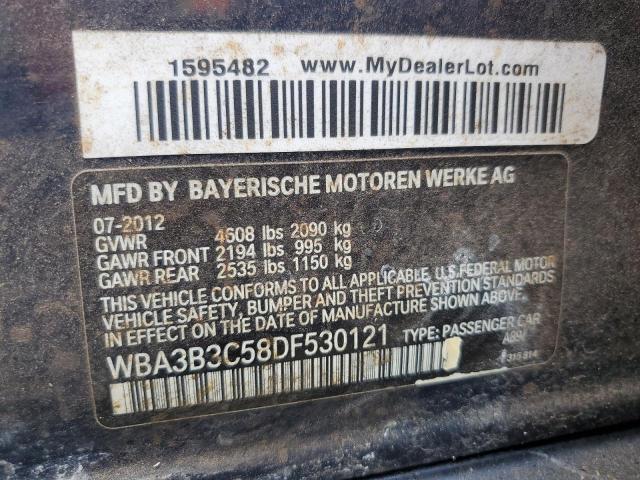 1595482 www.MyDealerLot.com
MFD BY BAYERISCHE MOTOREN WERKE AG
07-2012
GVWR 4608 lbs 2090 kg
GAWR FRONT 2194 lbs 995 kg
GAWR REAR 2535 lbs 1150 kg
THIS VEHICLE CONFORMS TO ALL APPLICABLE U.S. FEDERAL MOTOR
VEHICLE SAFETY, BUMPER AND THEFT PREVENTION STANDARDS
IN EFFECT ON THE DATE OF MANUFACTURE SHOWN ABOVE.
WBA3B3C58DF530121 TYPE: PASSENGER CAR